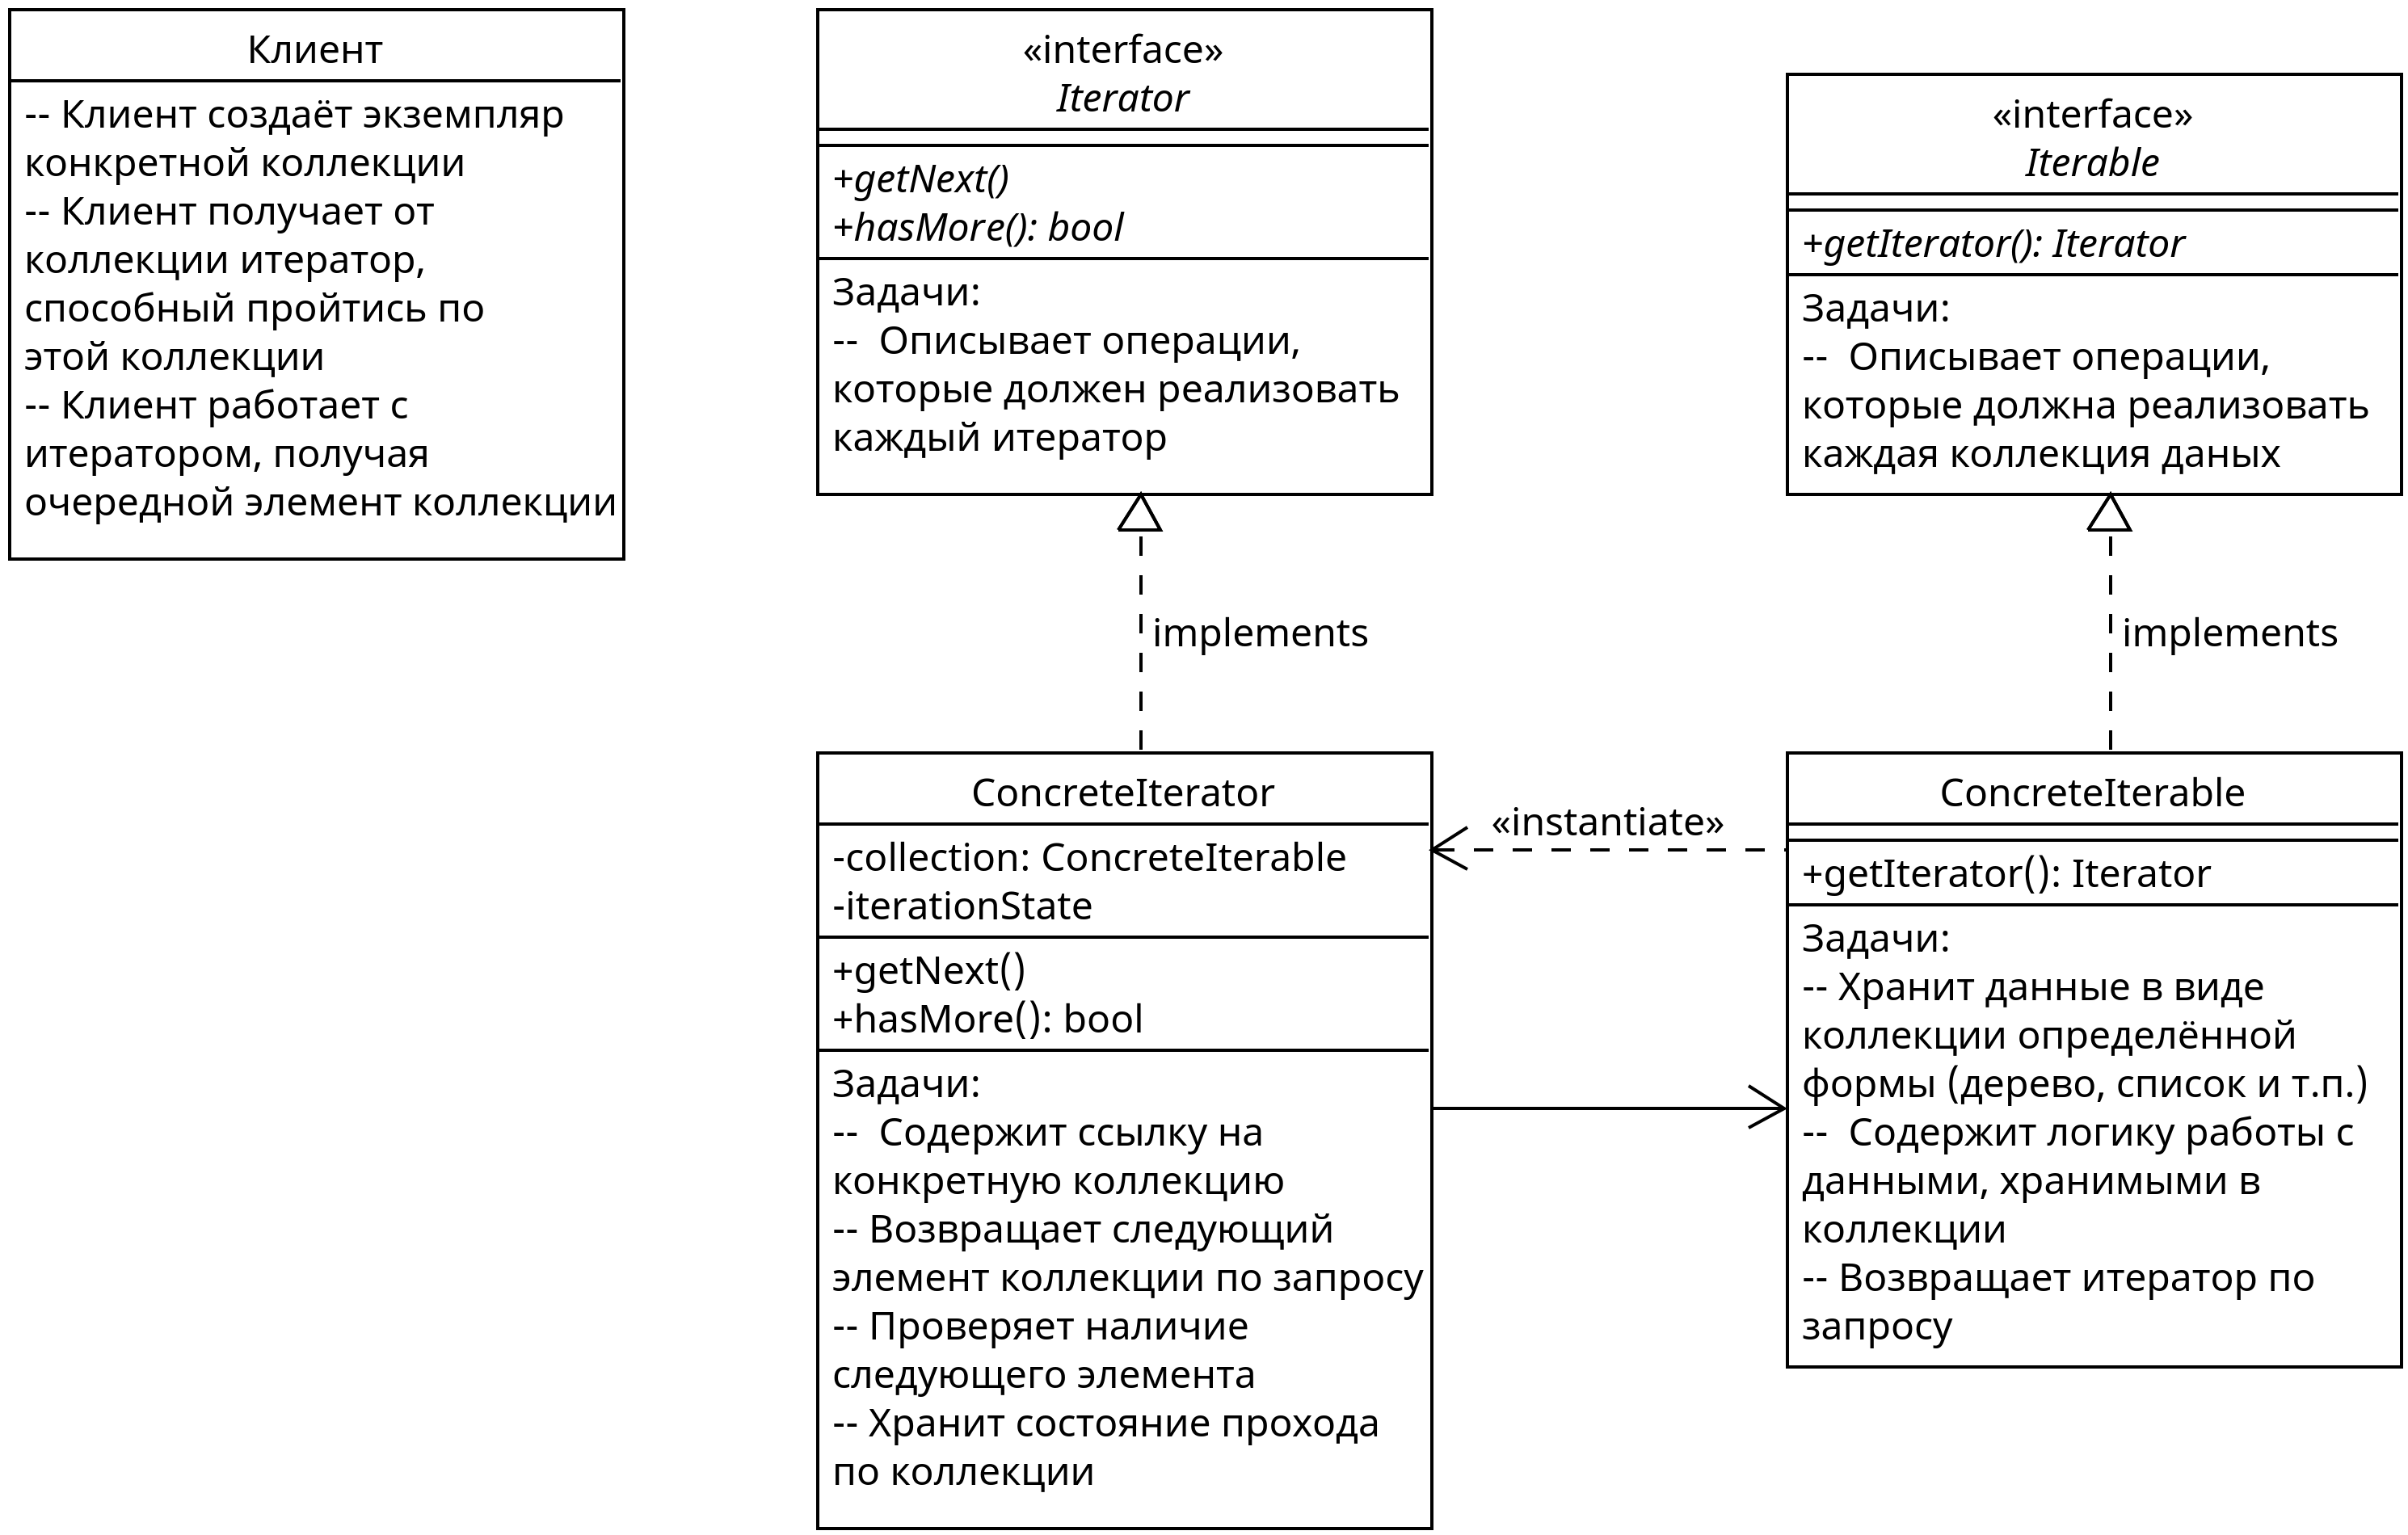 Клиент
-- Клиент создаёт экземпляр
конкретной коллекции
-- Клиент получает от
коллекции итератор,
способный пройтись по
этой коллекции
-- Клиент работает с
итератором, получая
очередной элемент коллекции
«interface»
Iterator
+getNext()
+hasMore(): bool
Задачи:
--  Описывает операции,
которые должен реализовать
каждый итератор
«interface»
Iterable
+getIterator(): Iterator
Задачи:
--  Описывает операции,
которые должна реализовать
каждая коллекция даных
implements
implements
ConcreteIterator
-collection: ConcreteIterable
-iterationState
+getNext()
+hasMore(): bool
Задачи:
--  Содержит ссылку на
конкретную коллекцию
-- Возвращает следующий
элемент коллекции по запросу
-- Проверяет наличие
следующего элемента
-- Хранит состояние прохода
по коллекции
«instantiate»
ConcreteIterable
+getIterator(): Iterator
Задачи:
-- Хранит данные в виде
коллекции определённой
формы (дерево, список и т.п.)
--  Содержит логику работы с
данными, хранимыми в
коллекции
-- Возвращает итератор по
запросу